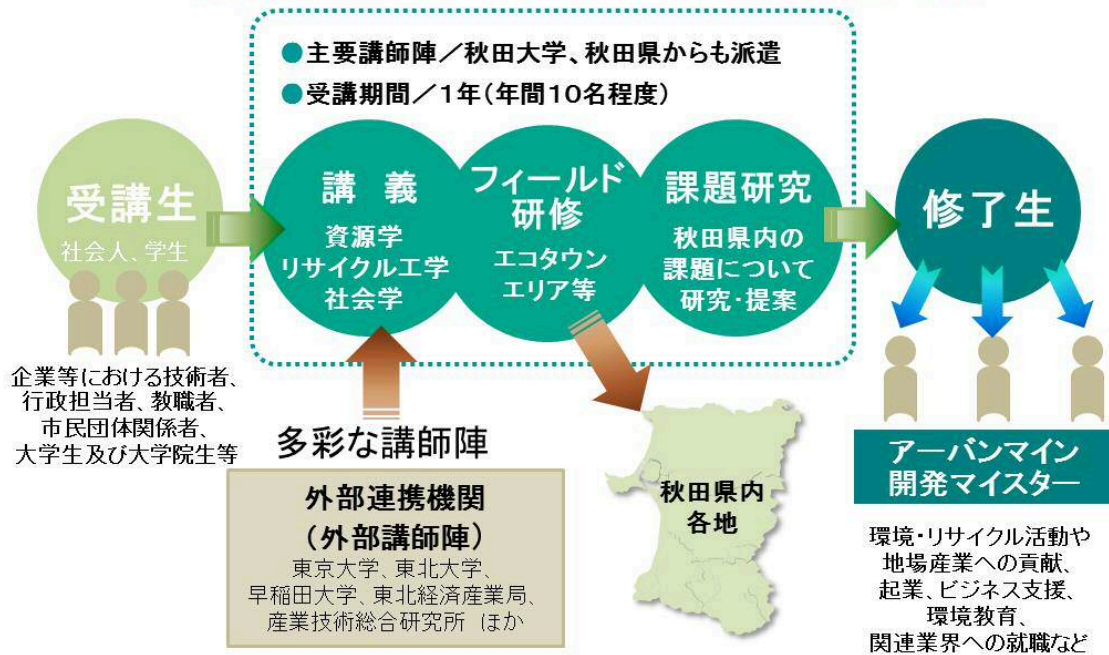 ●主要講師陣／秋田大学、秋田県からも派遣
●受講期間／1年（年間10名程度）
受講生
社会人、学生
企業等における技術者、
行政担当者、教職者、
市民団体関係者、
大学生及び大学院生等
講 義
資源学
リサイクル工学
社会学
フィールド
研修
エコタウン
エリア等
課題研究
秋田県内の
課題について
研究・提案
修了生
多彩な講師陣
外部連携機関
（外部講師陣）
東京大学、東北大学、
早稲田大学、東北経済産業局、
産業技術総合研究所 ほか
秋田県内
各地
アーバンマイン
開発マイスター
環境・リサイクル活動や
地場産業への貢献、
起業、ビジネス支援、
環境教育、
関連業界への就職など